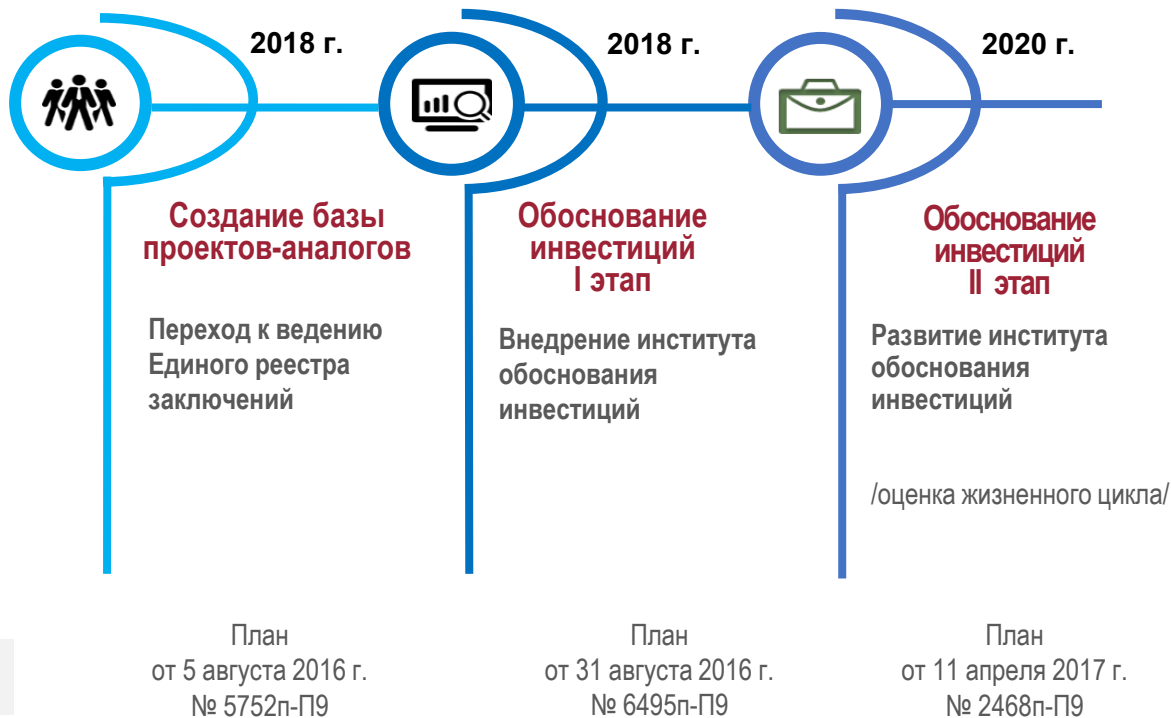 2018 г.
Создание базы
проектов-аналогов
Переход к ведению
Единого реестра
заключений
План
от 5 августа 2016 г.
№ 5752п-П9
2018 г.
Обоснование
инвестиций
I этап
Внедрение института
обоснования
инвестиций
План
от 31 августа 2016 г.
№ 6495п-П9
2020 г.
Обоснование
инвестиций
II этап
Развитие института
обоснования
инвестиций
/оценка жизненного цикла/
План
от 11 апреля 2017 г.
№ 2468п-П9